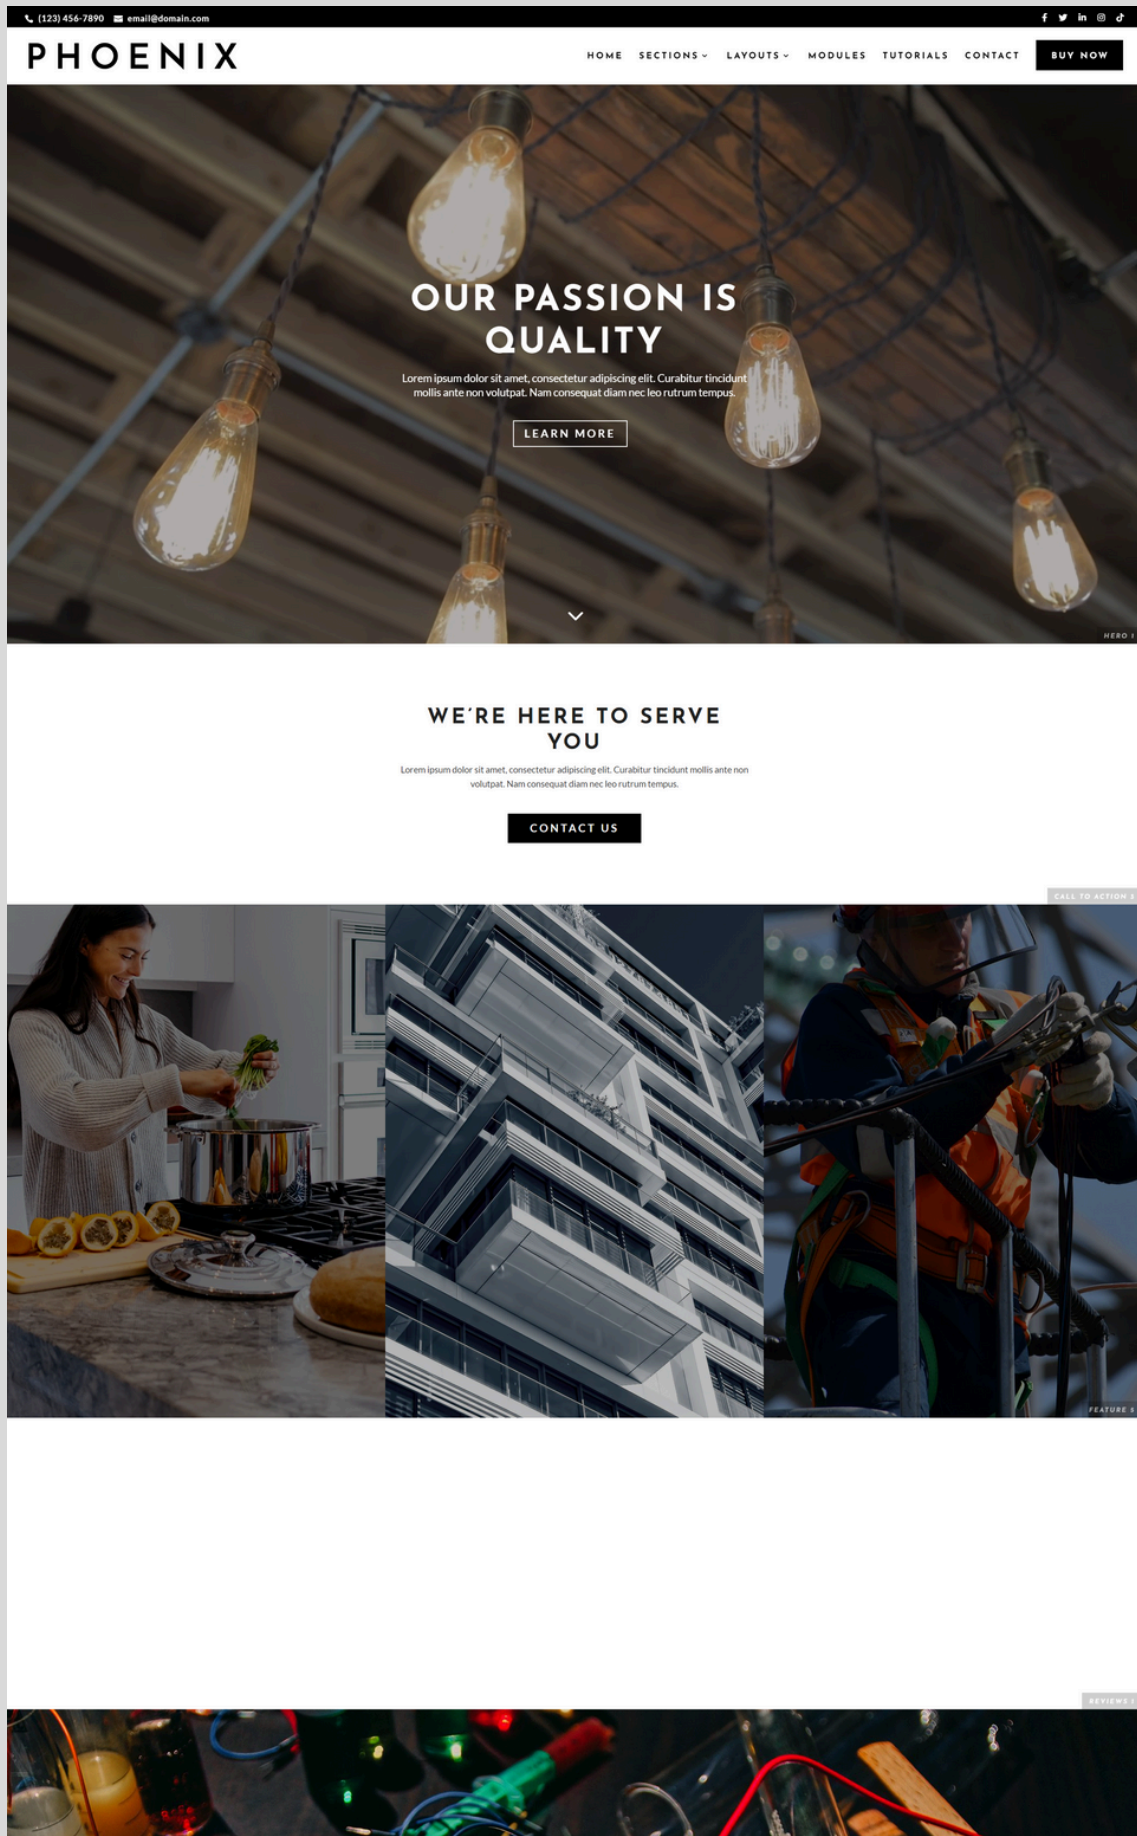 (123) 456-7890 email@domain.com
PHOENIX
HOME SECTIONS LAYOUTS MODULES TUTORIALS CONTACT BUY NOW
OUR PASSION IS
QUALITY
Lorem ipsum dolor sit amet, consectetur adipiscing elit. Curabitur tincidunt
mollis ante non volutpat. Nam consequat diam nec leo rutrum tempus.
LEARN MORE
HERO 1
WE'RE HERE TO SERVE
YOU
Lorem ipsum dolor sit amet, consectetur adipiscing elit. Curabitur tincidunt mollis ante non
volutpat. Nam consequat diam nec leo rutrum tempus.
CONTACT US
CALL TO ACTION 5
FEATURE 5
REVIEWS 1